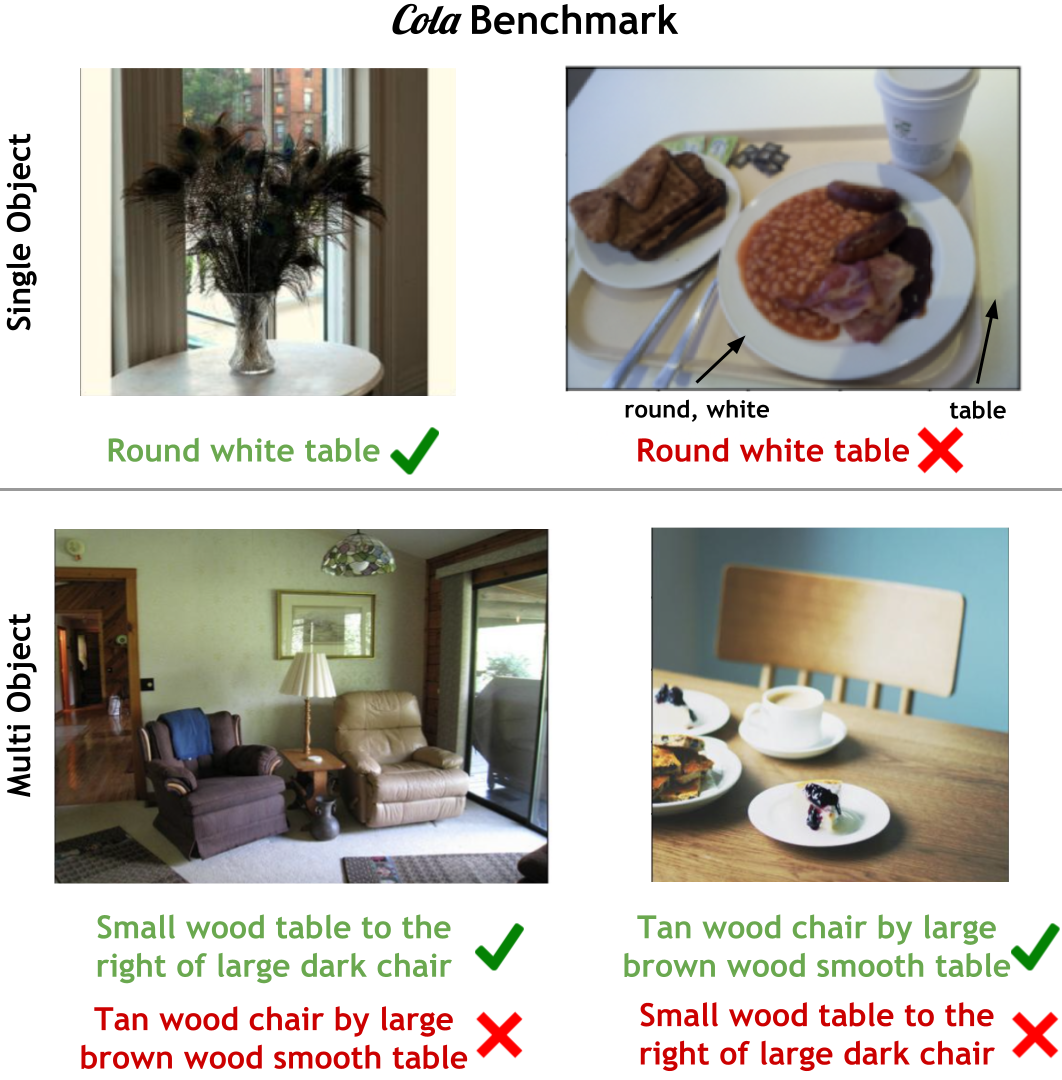 Cola Benchmark
Single Object
round, white
table
Round white table
Round white table
Multi Object
Small wood table to the
right of large dark chair
Tan wood chair by large
brown wood smooth table
Tan wood chair by large
brown wood smooth table
Small wood table to the
right of large dark chair